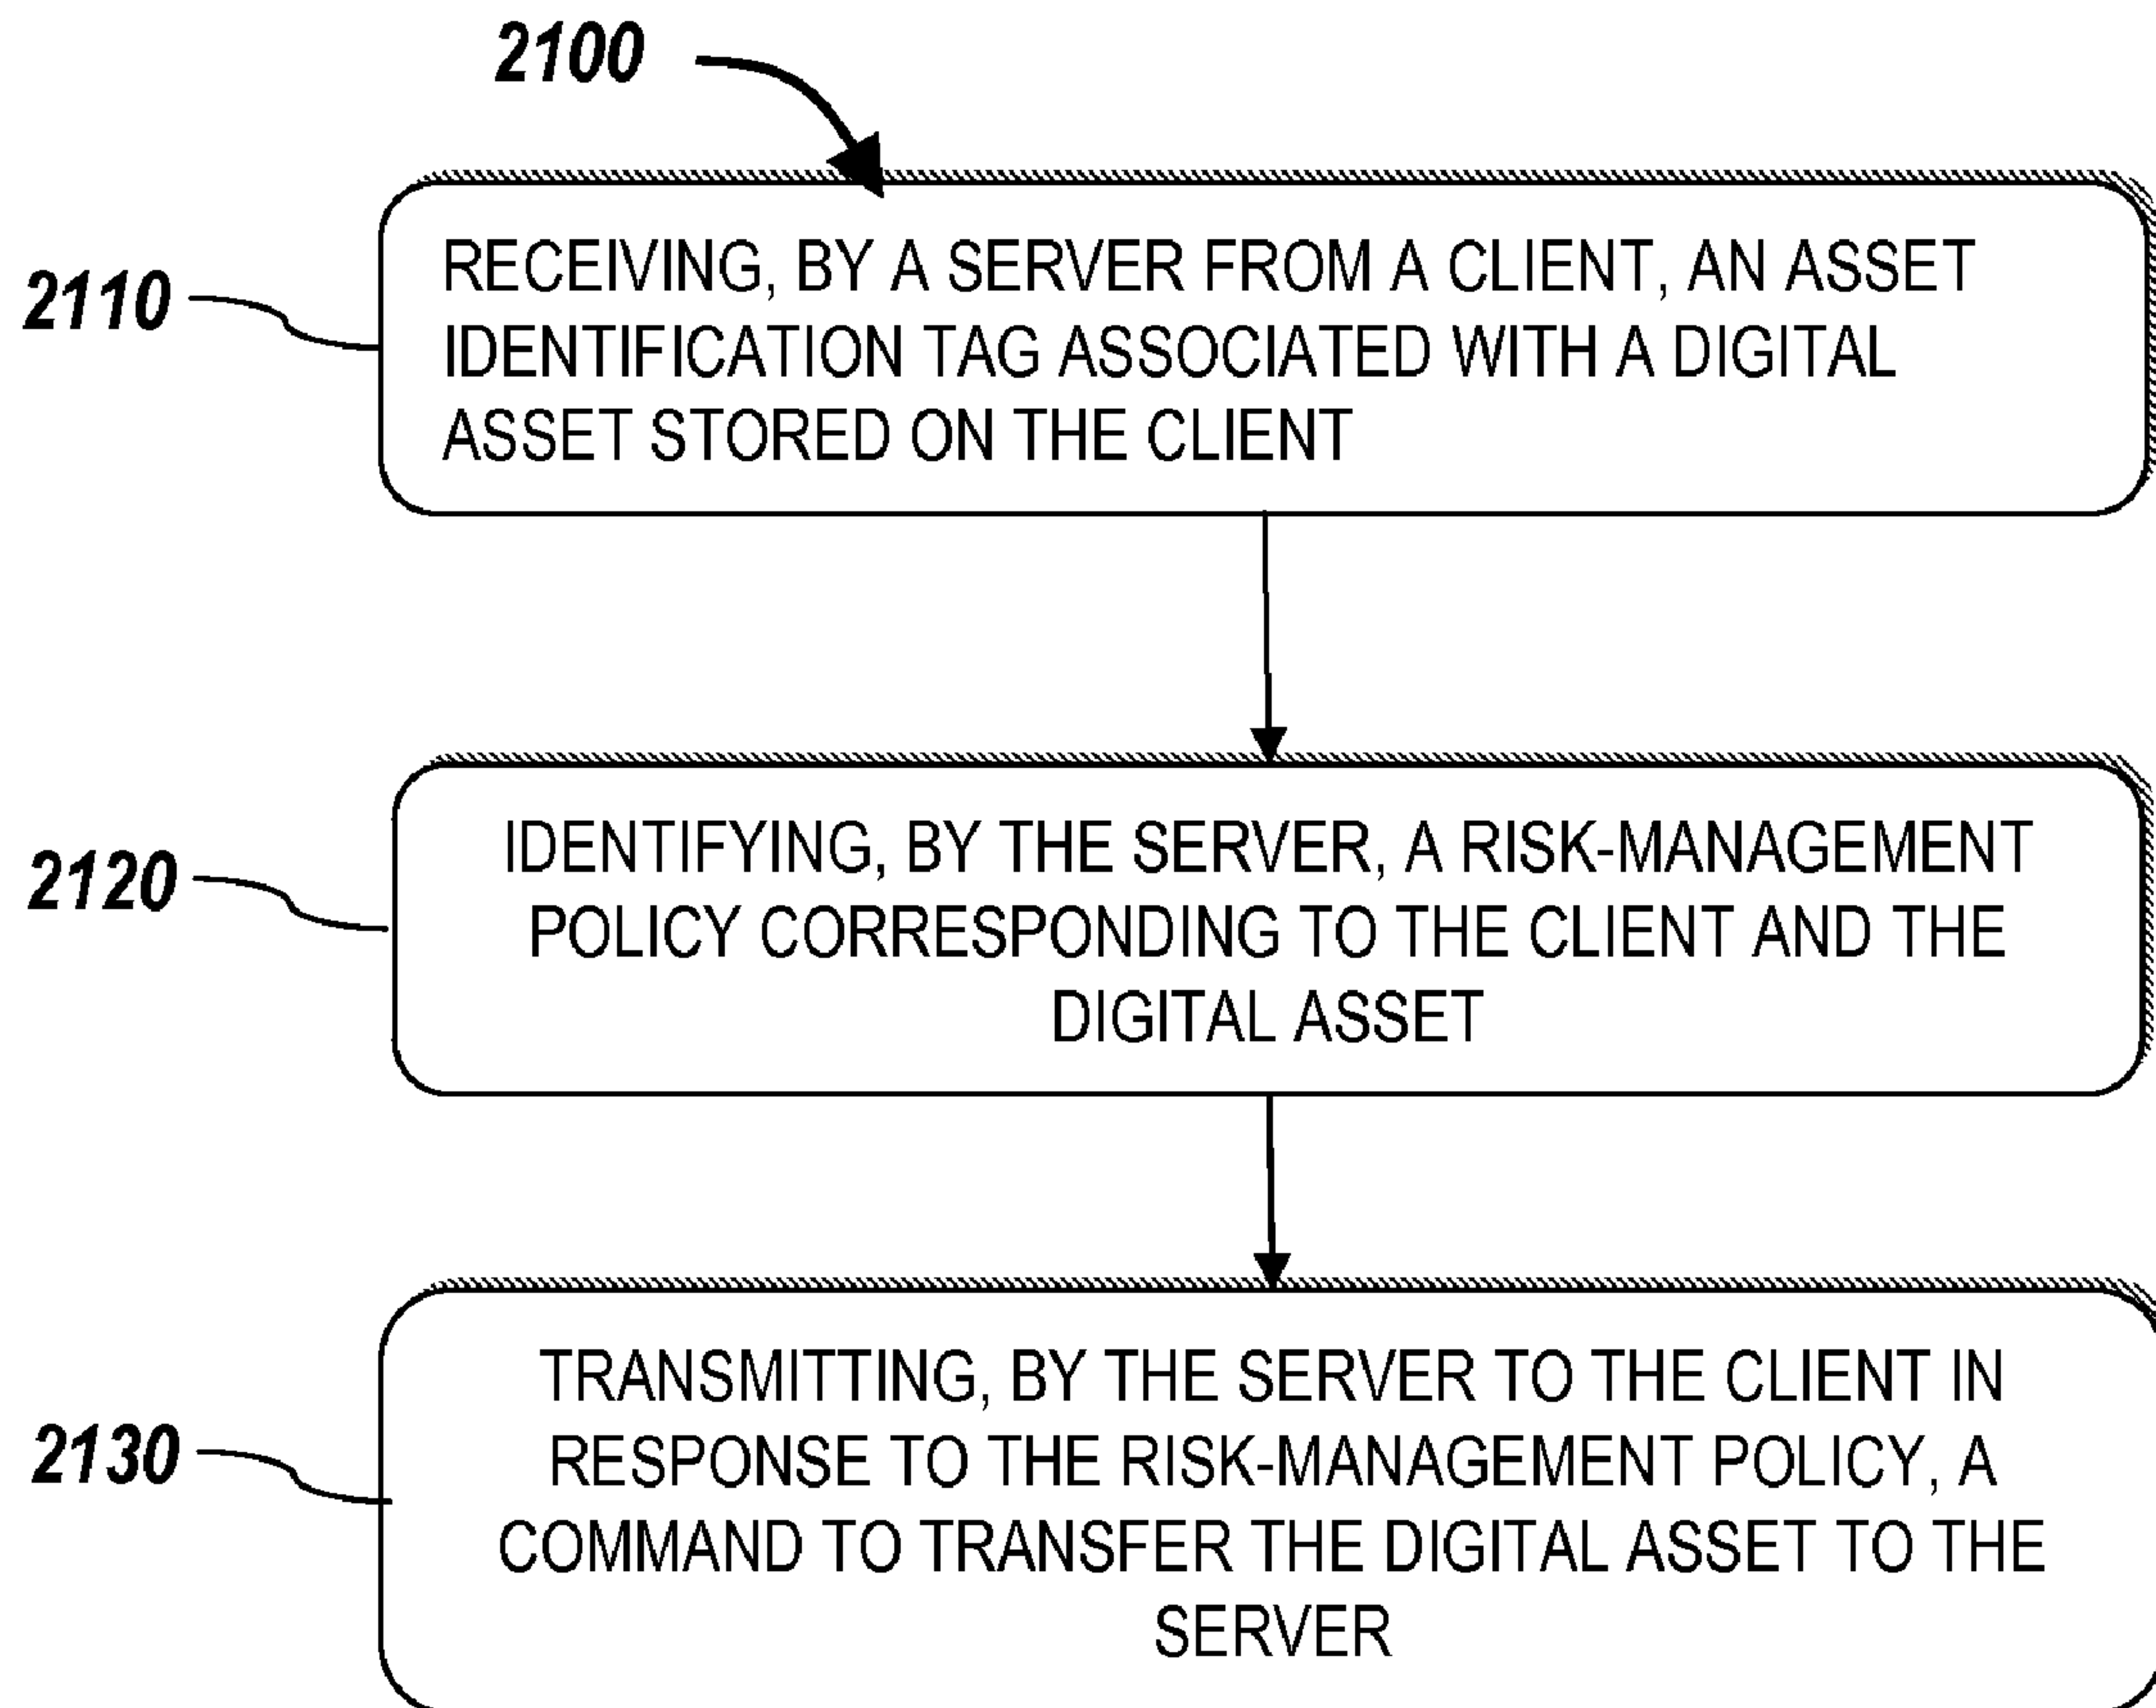 2100
2110
RECEIVING, BY A SERVER FROM A CLIENT, AN ASSET
IDENTIFICATION TAG ASSOCIATED WITH A DIGITAL
ASSET STORED ON THE CLIENT
2120
IDENTIFYING, BY THE SERVER, A RISK-MANAGEMENT
POLICY CORRESPONDING TO THE CLIENT AND THE
DIGITAL ASSET
2130
TRANSMITTING, BY THE SERVER TO THE CLIENT IN
RESPONSE TO THE RISK-MANAGEMENT POLICY, A
COMMAND TO TRANSFER THE DIGITAL ASSET TO THE
SERVER